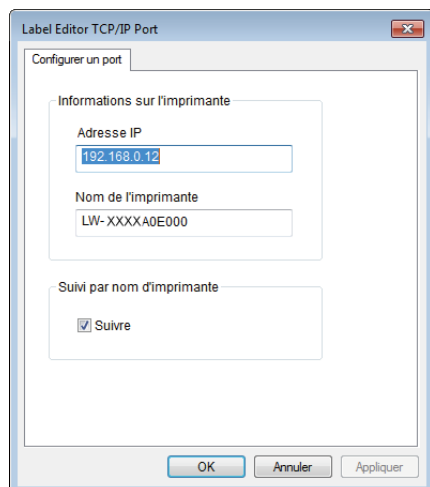 Label Editor TCP/IP Port
Configurer un port
Informations sur l'imprimante
Adresse IP
192.168.0.12
Nom de l'imprimante
LW-XXXXA0E000
Suivi par nom d'imprimante
Suivre
OK Annuler Appliquer